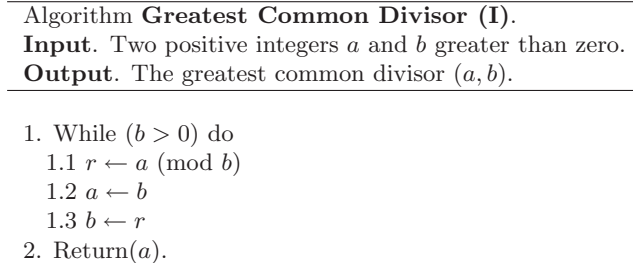 Algorithm Greatest Common Divisor (I).
Input. Two positive integers a and b greater than zero.
Output. The greatest common divisor (a, b).
1. While (b > 0) do
1.1 r ← a (mod b)
1.2 a ← b
1.3 b ← r
2. Return(a).